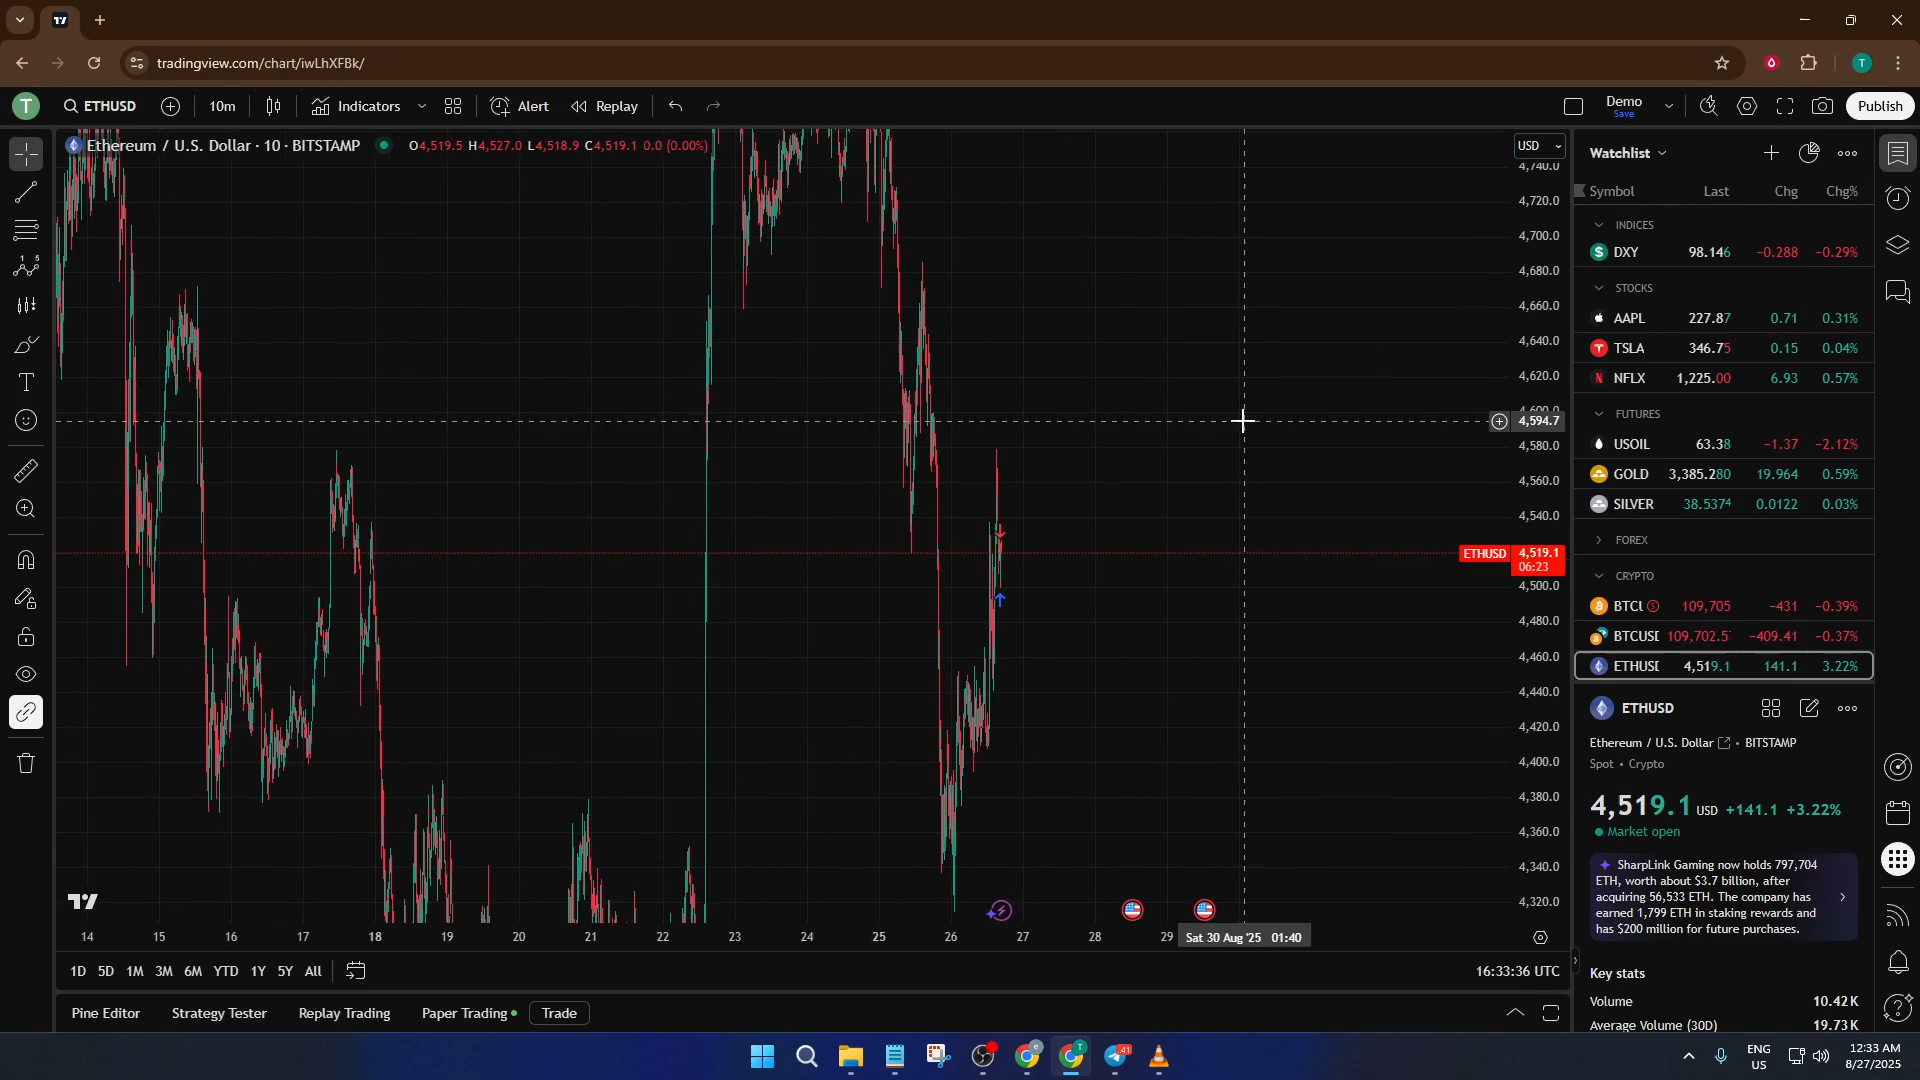 tradingview.com/chart/iwLhXFBk/
T
T
ETHUSD
10m
Indicators
Alert
Replay
Demo
Save
Publish
Ethereum / U.S. Dollar · 10 · BITSTAMP
O4,519.5 H4,527.0 L4,518.9 C4,519.1 0.0 (0.00%)
USD
4,740.0
4,720.0
4,700.0
4,680.0
4,660.0
4,640.0
4,620.0
4,600.0
4,594.7
4,580.0
4,560.0
4,540.0
ETHUSD 4,519.1
06:23
4,500.0
4,480.0
4,460.0
4,440.0
4,420.0
4,400.0
4,380.0
4,360.0
4,340.0
4,320.0
14 15 16 17 18 19 20 21 22 23 24 25 26 27 28 29
Sat 30 Aug '25 01:40
1D 5D 1M 3M 6M YTD 1Y 5Y All
16:33:36 UTC
Pine Editor
Strategy Tester
Replay Trading
Paper Trading
Trade
Watchlist
Symbol Last Chg Chg%
INDICES
DXY 98.146 −0.288 −0.29%
STOCKS
AAPL 227.87 0.71 0.31%
TSLA 346.75 0.15 0.04%
NFLX 1,225.00 6.93 0.57%
FUTURES
USOIL 63.38 −1.37 −2.12%
GOLD 3,385.280 19.964 0.59%
SILVER 38.5374 0.0122 0.03%
FOREX
CRYPTO
BTCU 109,705 −431 −0.39%
BTCUSD 109,702.57 −409.41 −0.37%
ETHUSD 4,519.1 141.1 3.22%
ETHUSD
Ethereum / U.S. Dollar • BITSTAMP
Spot • Crypto
4,519.1 USD +141.1 +3.22%
Market open
SharpLink Gaming now holds 797,704
ETH, worth about $3.7 billion, after
acquiring 56,533 ETH. The company has
earned 1,799 ETH in staking rewards and
has $200 million for future purchases.
Key stats
Volume 10.42 K
Average Volume (30D) 19.73 K
41
ENG
US
12:33 AM
8/27/2025